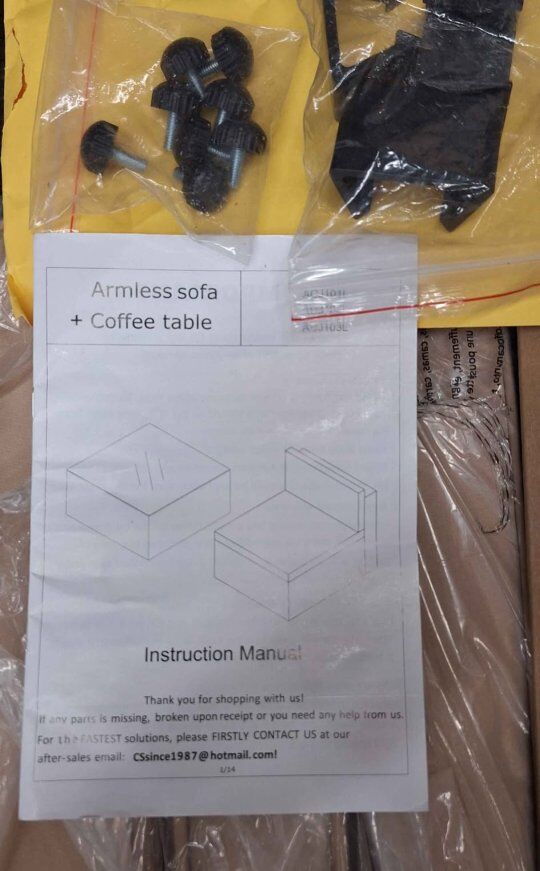 Armless sofa
+ Coffee table
Instruction Manual
Thank you for shopping with us!
If any parts is missing, broken upon receipt or you need any help from us.
For the FASTEST solutions, please FIRSTLY CONTACT US at our
after-sales email: CSsince1987@hotmail.com!
1/14